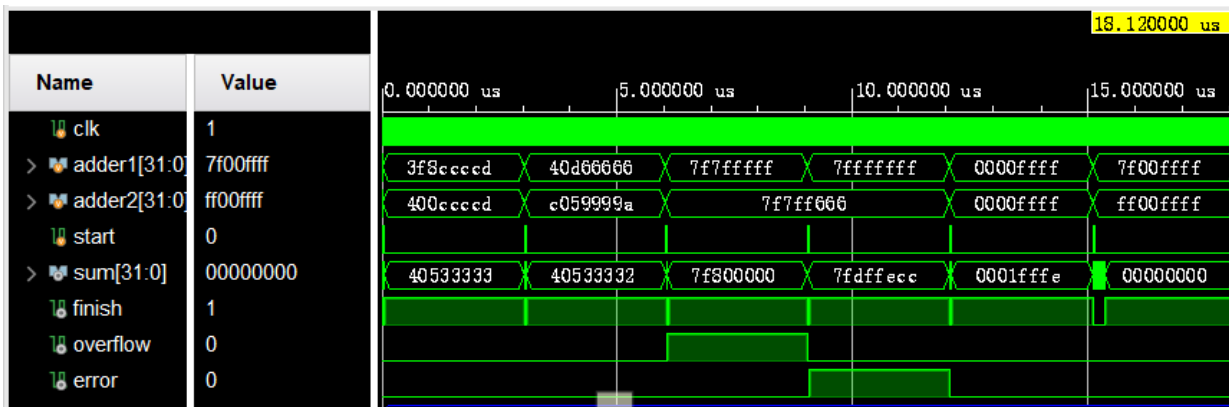 18.120000 us
Name Value 0.000000 us 5.000000 us 10.000000 us 15.000000 us
clk 1
adder1[31:0] 7f00ffff 3f8ccccd 40d66666 7f7fffff 7fffffff 0000ffff 7f00ffff
adder2[31:0] ff00ffff 400ccccd c059999a 7f7ff666 0000ffff ff00ffff
start 0
sum[31:0] 00000000 40533333 40533332 7f800000 7fdffecc 0001fffe 00000000
finish 1
overflow 0
error 0